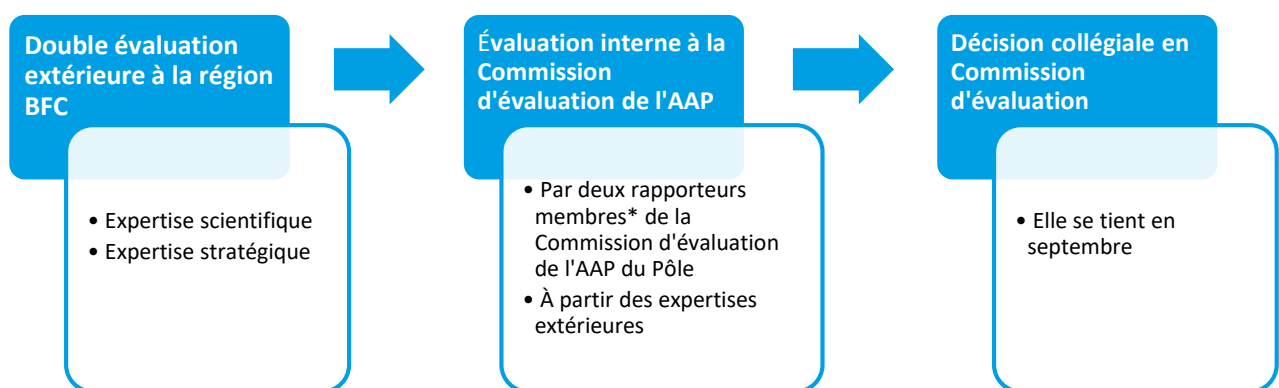 Double évaluation
extérieure à la région
BFC
• Expertise scientifique
• Expertise stratégique
Évaluation interne à la
Commission
d'évaluation de l'AAP
• Par deux rapporteurs
membres* de la
Commission d'évaluation
de l'AAP du Pôle
• À partir des expertises
extérieures
Décision collégiale en
Commission
d'évaluation
• Elle se tient en
septembre